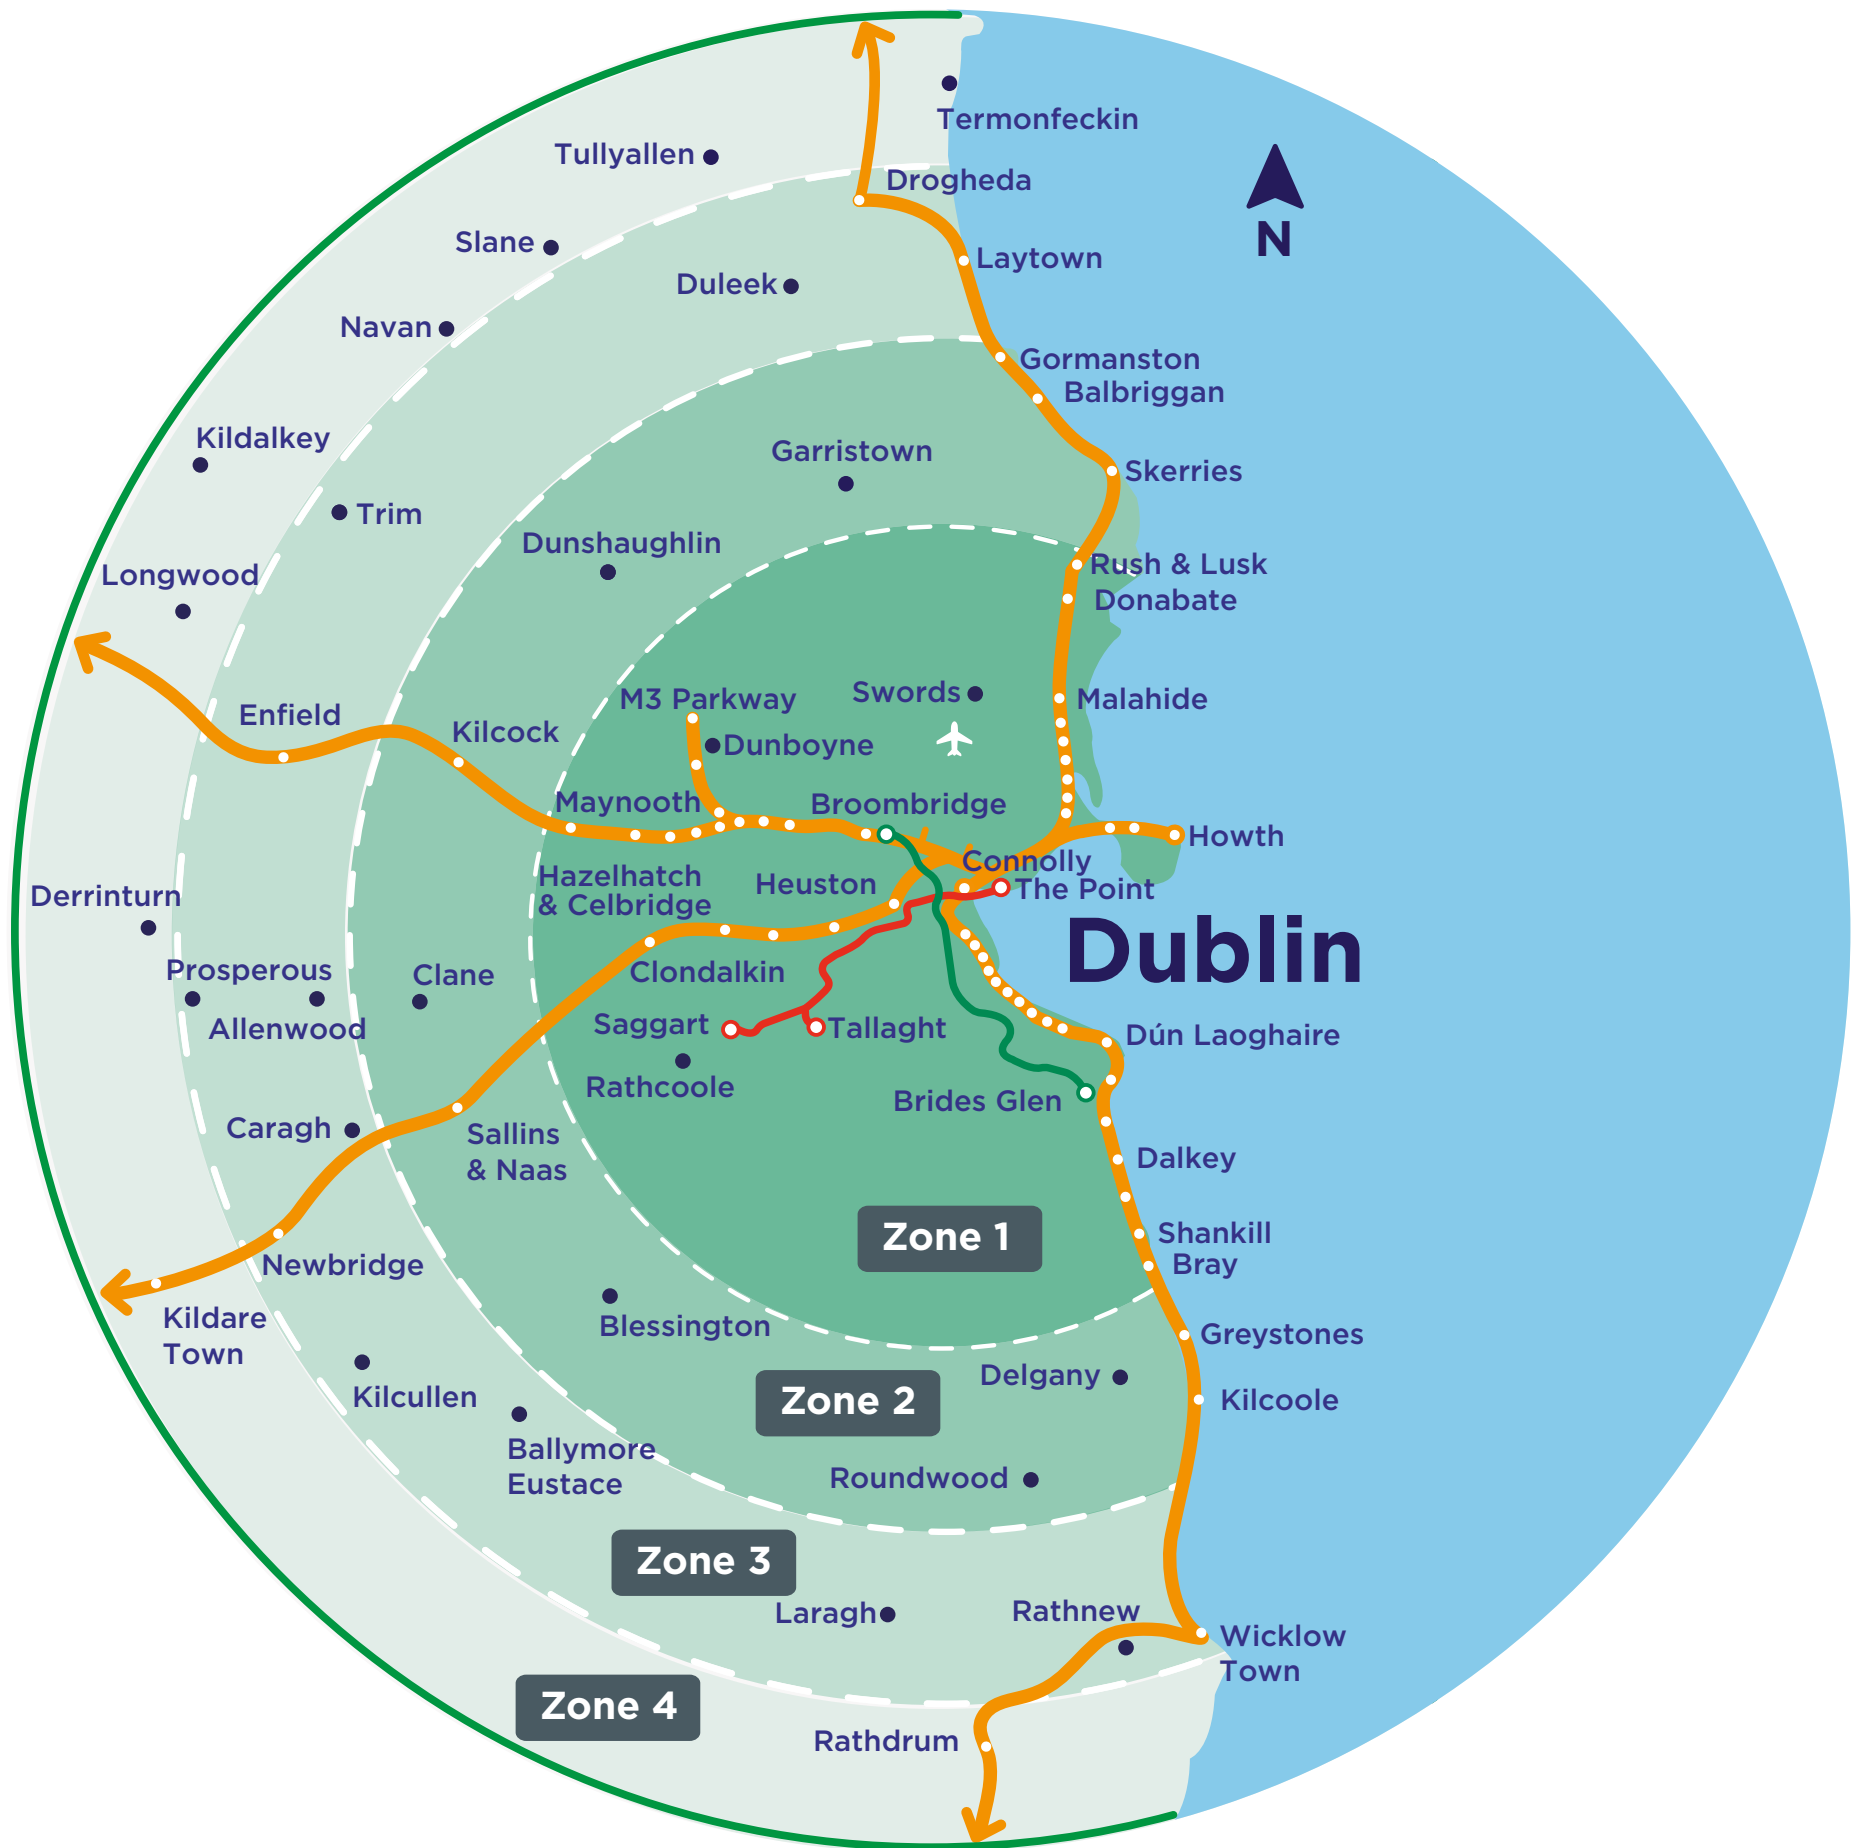 Termonfeckin
Tullyallen
Drogheda
N
Slane
Laytown
Duleek
Navan
Gormanston
Balbriggan
Kildalkey
Garristown
Skerries
Trim
Dunshaughlin
Rush & Lusk
Longwood
Donabate
M3 Parkway
Swords
Malahide
Enfield
Kilcock
Dunboyne
Maynooth
Broombridge
Howth
Connolly
Hazelhatch
& Celbridge
Heuston
The Point
Derrinturn
Dublin
Prosperous
Clane
Clondalkin
Allenwood
Saggart
Tallaght
Dún Laoghaire
Rathcoole
Brides Glen
Caragh
Sallins
& Naas
Dalkey
Zone 1
Shankill
Bray
Newbridge
Kildare
Town
Blessington
Greystones
Delgany
Kilcullen
Zone 2
Kilcoole
Ballymore
Eustace
Roundwood
Zone 3
Laragh
Rathnew
Wicklow
Town
Zone 4
Rathdrum